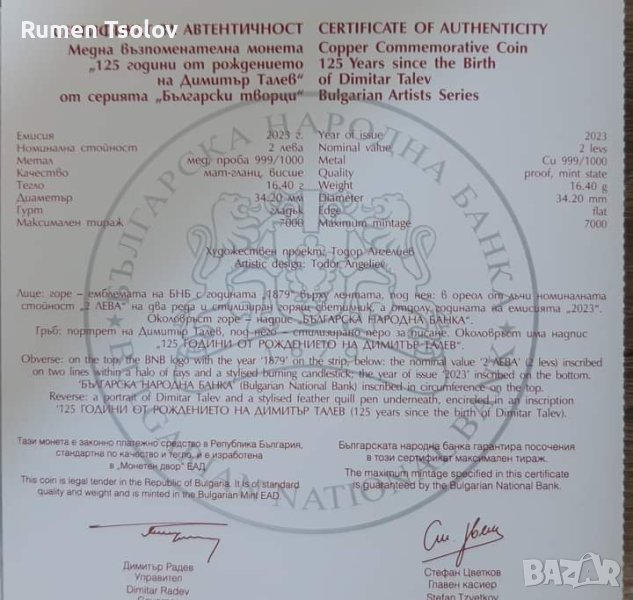 Rumen Tsolov
АВТЕНТИЧНОСТ
Медна възпоменателна монета
„125 години от рождението
на Димитър Талев“
от серията „Български творци“
CERTIFICATE OF AUTHENTICITY
Copper Commemorative Coin
125 Years since the Birth
of Dimitar Talev
Bulgarian Artists Series
Емисия 2023 г.
Номинална стойност 2 лева
Метал мед, проба 999/1000
Качество мат-гланц, висше
Тегло 16.40 г
Диаметър 34.20 мм
Гурт гладък
Максимален тираж 7000
Year of issue 2023
Nominal value 2 levs
Metal Cu 999/1000
Quality proof, mint state
Weight 16.40 g
Diameter 34.20 mm
Edge flat
Maximum mintage 7000
Художествен проект: Тодор Ангелиев
Artistic design: Todor Angeliev
Лице: горе – емблемата на БНБ с годината „1879“ върху лентата, под нея: в ореол от лъчи номиналната
стойност „2 ЛЕВА“ на два реда и стилизиран горящ светилник, а отдолу годината на емисията „2023“.
Околовръст горе – надпис „БЪЛГАРСКА НАРОДНА БАНКА“.
Гръб: портрет на Димитър Талев, под него – стилизирано перо за писане. Околовръст има надпис
„125 ГОДИНИ ОТ РОЖДЕНИЕТО НА ДИМИТЪР ТАЛЕВ“.
Obverse: on the top the BNB logo with the year '1879' on the strip, below: the nominal value '2 ЛЕВА' (2 levs) inscribed
on two lines within a halo of rays and a stylised burning candlestick; the year of issue '2023' inscribed on the bottom.
'БЪЛГАРСКА НАРОДНА БАНКА' (Bulgarian National Bank) inscribed in circumference on the top.
Reverse: a portrait of Dimitar Talev and a stylised feather quill pen underneath, encircled in an inscription
'125 ГОДИНИ ОТ РОЖДЕНИЕТО НА ДИМИТЪР ТАЛЕВ (125 years since the birth of Dimitar Talev).
Тази монета е законно платежно средство в Република България,
стандартна по качество и тегло, и е изработена
в „Монетен двор“ ЕАД.
This coin is legal tender in the Republic of Bulgaria. It is of standard
quality and weight and is minted in the Bulgarian Mint EAD.
Българската народна банка гарантира посочения
в този сертификат максимален тираж.
The maximum mintage specified in this certificate
is guaranteed by the Bulgarian National Bank.
Димитър Радев
Управител
Dimitar Radev
Стефан Цветков
Главен касиер
Stefan Tzvetkov
БЪЛГАРСКА НАРОДНА БАНКА
BULGARIAN NATIONAL BANK
BAZAR